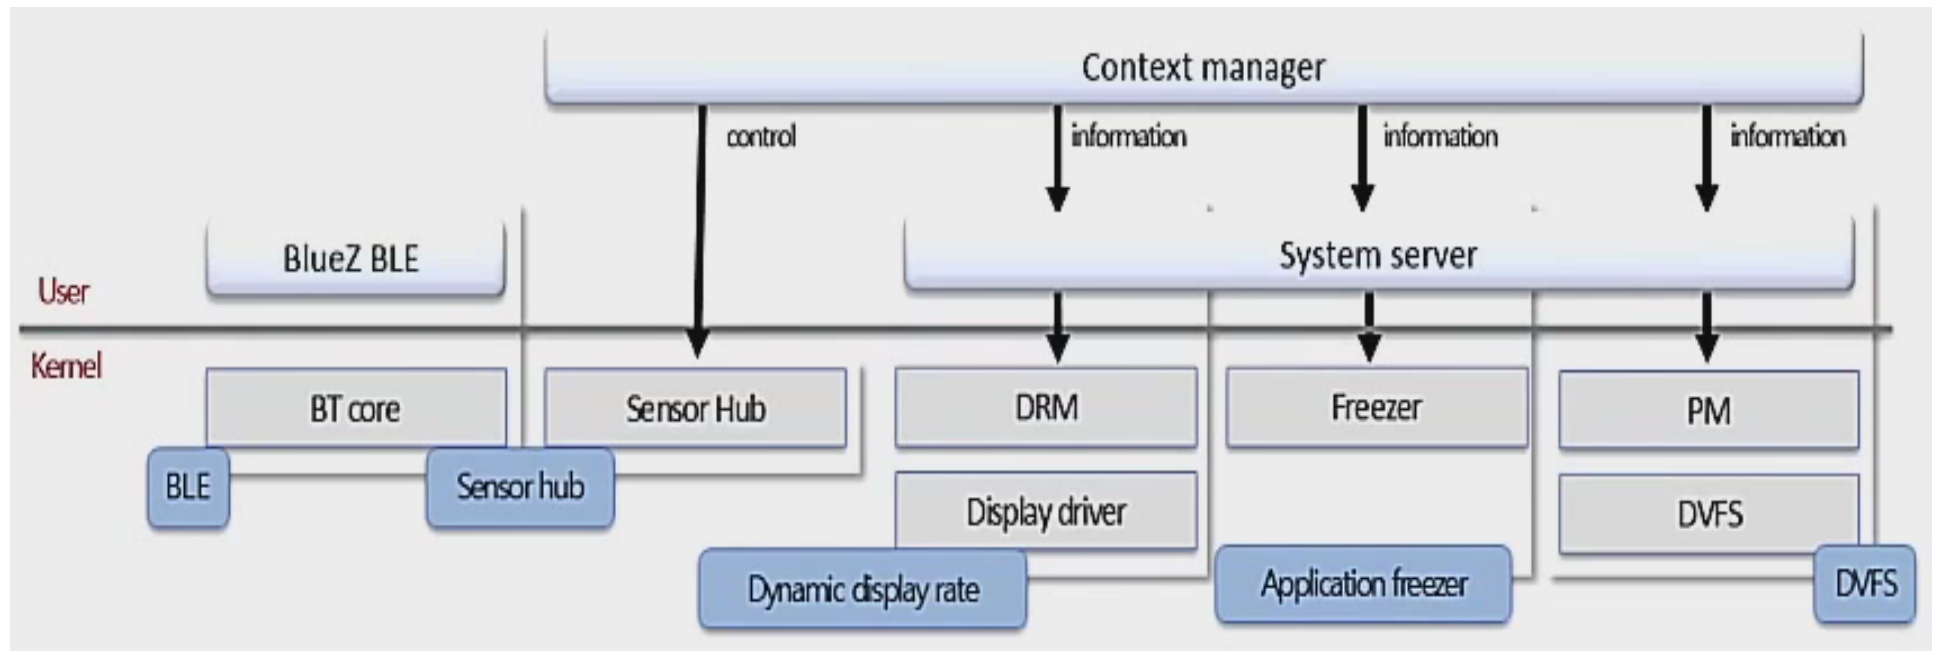 Context manager
control
information
information
information
BlueZ BLE
System server
User
Kernel
BT core
Sensor Hub
DRM
Freezer
PM
BLE
Sensor hub
Display driver
DVFS
Dynamic display rate
Application freezer
DVFS